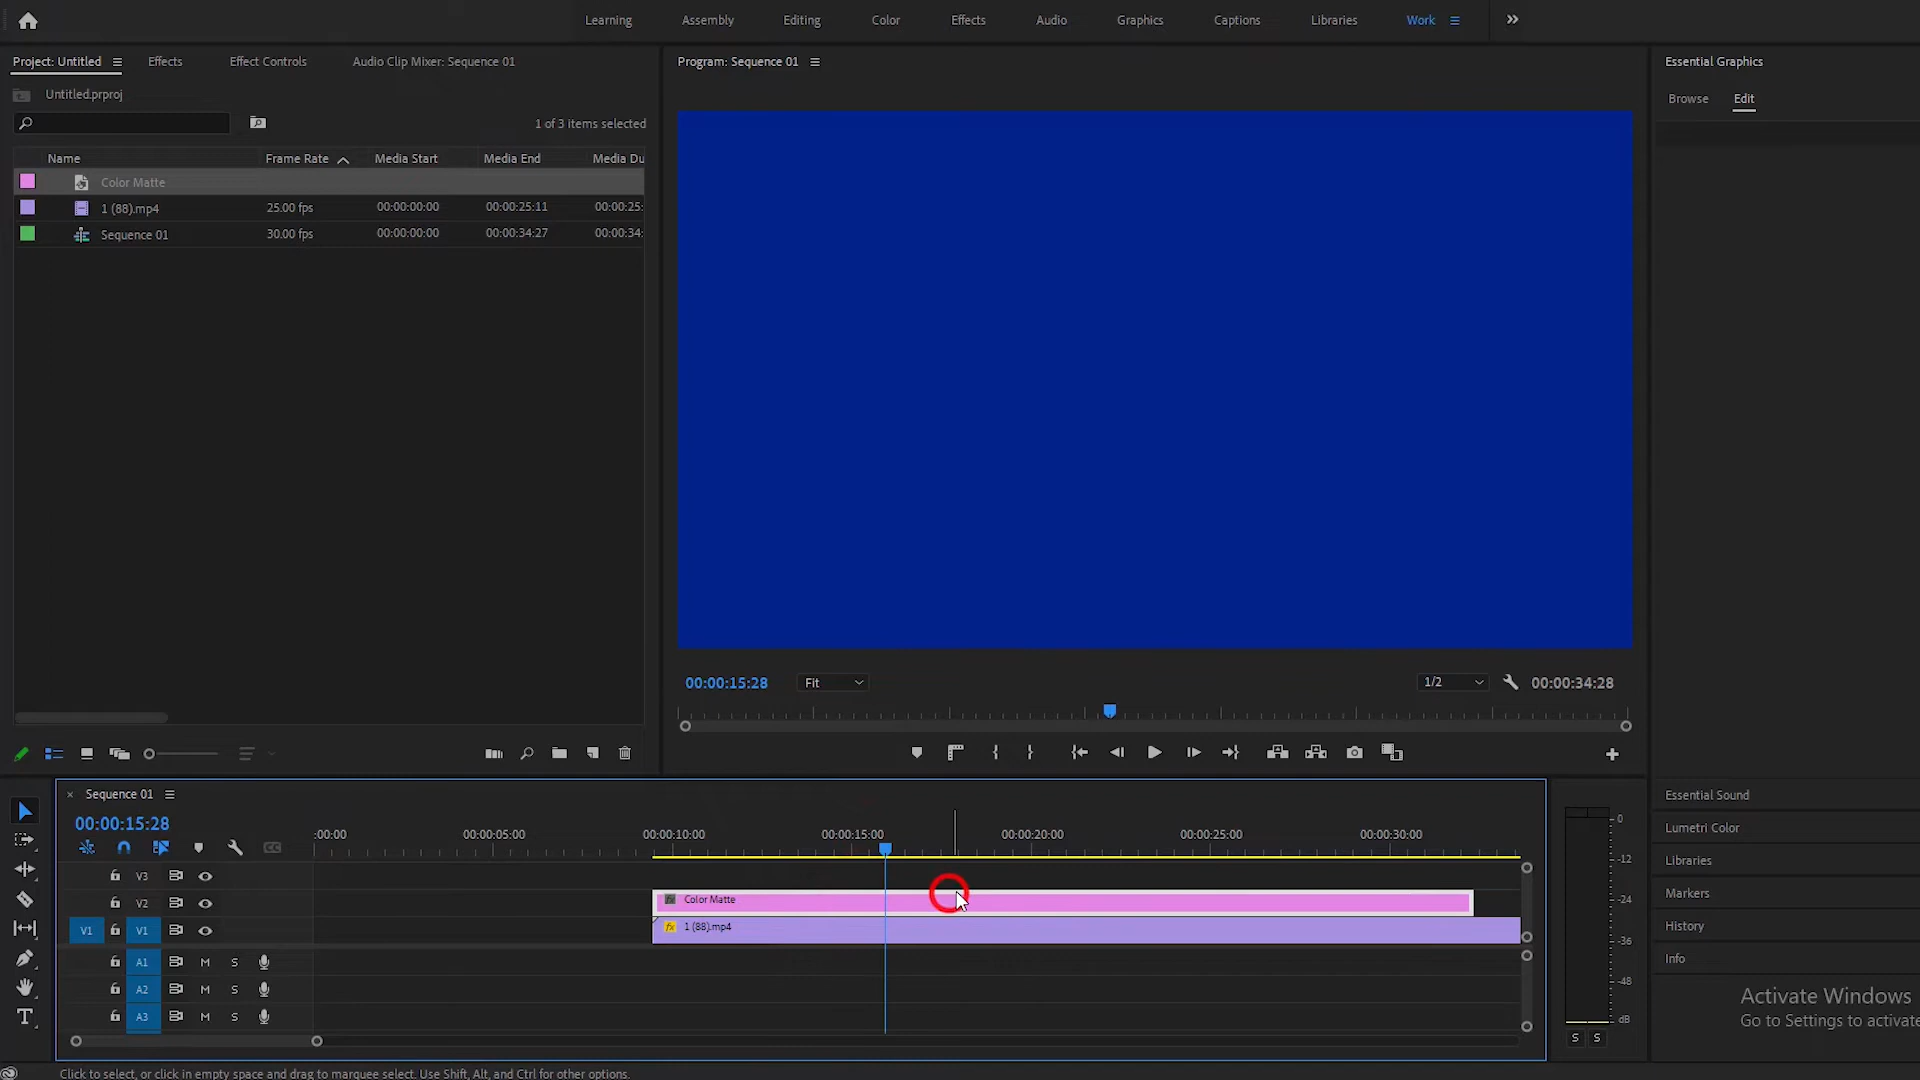 Learning Assembly Editing Color Effects Audio Graphics Captions Libraries Work
Project: Untitled Effects Effect Controls Audio Clip Mixer: Sequence 01
Program: Sequence 01
Essential Graphics
Untitled.prproj
Browse Edit
1 of 3 items selected
Name Frame Rate Media Start Media End Media Du
Color Matte
1 (88).mp4 25.00 fps 00:00:00:00 00:00:25:11 00:00:25:
Sequence 01 30.00 fps 00:00:00:00 00:00:34:27 00:00:34:
00:00:15:28 Fit 1/2 00:00:34:28
Sequence 01
00:00:15:28
:00:00 00:00:05:00 00:00:10:00 00:00:15:00 00:00:20:00 00:00:25:00 00:00:30:00
V3
V2 Color Matte
V1 V1 fx 1 (88).mp4
A1 M S
A2 M S
A3 M S
0
-12
-24
-36
-48
dB
S S
Essential Sound
Lumetri Color
Libraries
Markers
History
Info
Activate Windows
Go to Settings to activate
Click to select, or click in empty space and drag to marquee select. Use Shift, Alt, and Ctrl for other options.